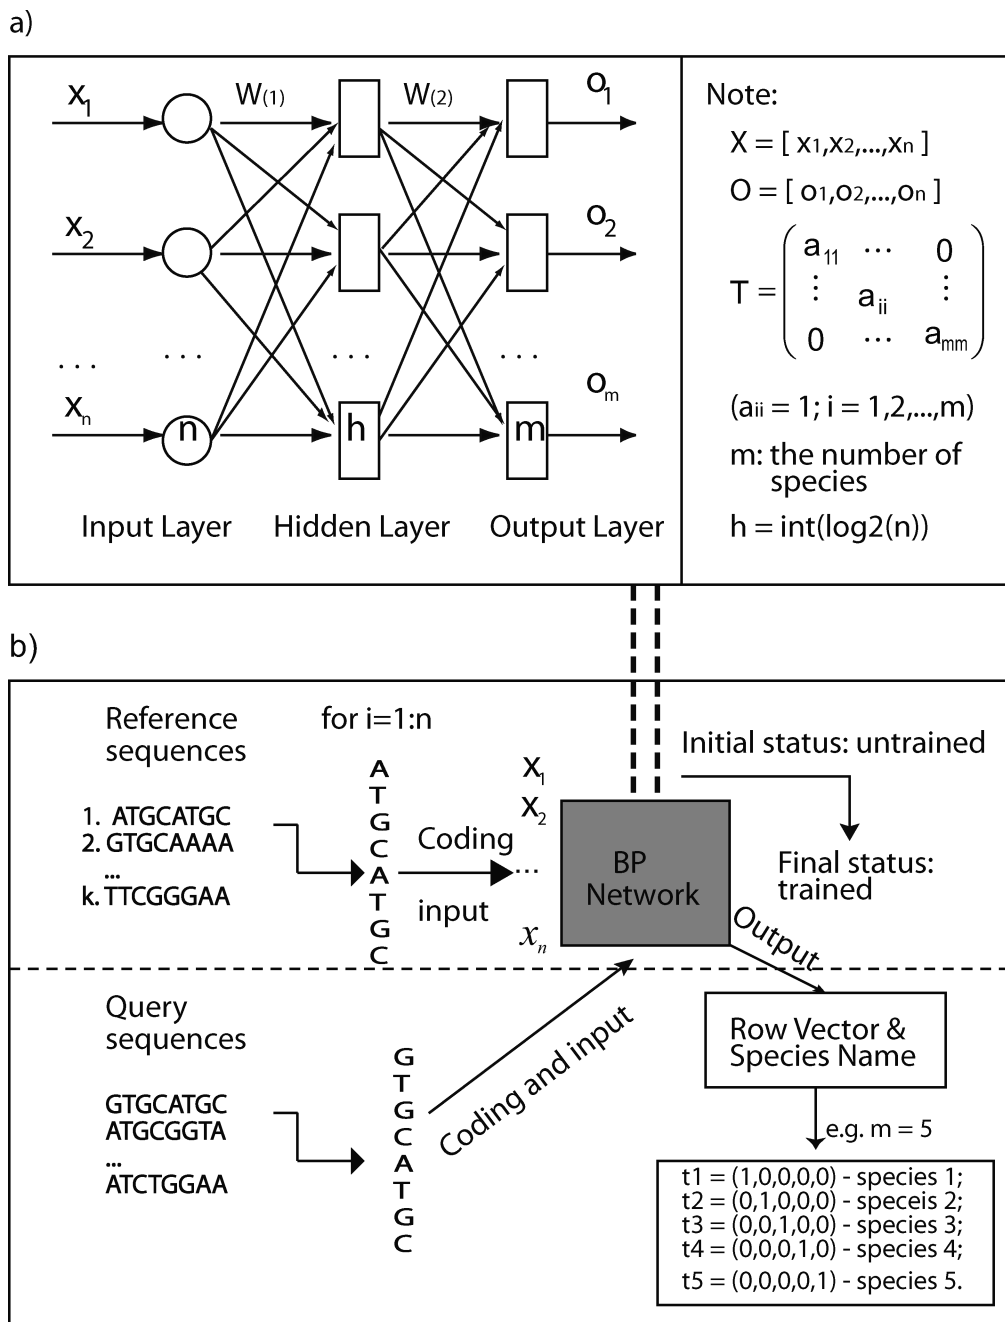 a)
x1 W(1) W(2) o1
x2 o2
... ... ... ...
xn n h m om
Input Layer Hidden Layer Output Layer
Note:
X = [ x1,x2,...,xn ]
O = [ o1,o2,...,on ]
T = ( a11 ... 0
⋮ aii ⋮
0 ... amm )
(aii = 1; i = 1,2,...,m)
m: the number of
species
h = int(log2(n))
b)
Reference
sequences
1. ATGCATGC
2. GTGCAAAA
...
k. TTCGGGAA
for i=1:n
A
T
G
C
A
T
G
C
Coding
input
x1
x2
...
xn
BP
Network
Initial status: untrained
Final status:
trained
Output
Query
sequences
GTGCATGC
ATGCGGTA
...
ATCTGGAA
G
T
G
C
A
T
G
C
Coding and input
Row Vector &
Species Name
e.g. m = 5
t1 = (1,0,0,0,0) - species 1;
t2 = (0,1,0,0,0) - speceis 2;
t3 = (0,0,1,0,0) - species 3;
t4 = (0,0,0,1,0) - species 4;
t5 = (0,0,0,0,1) - species 5.